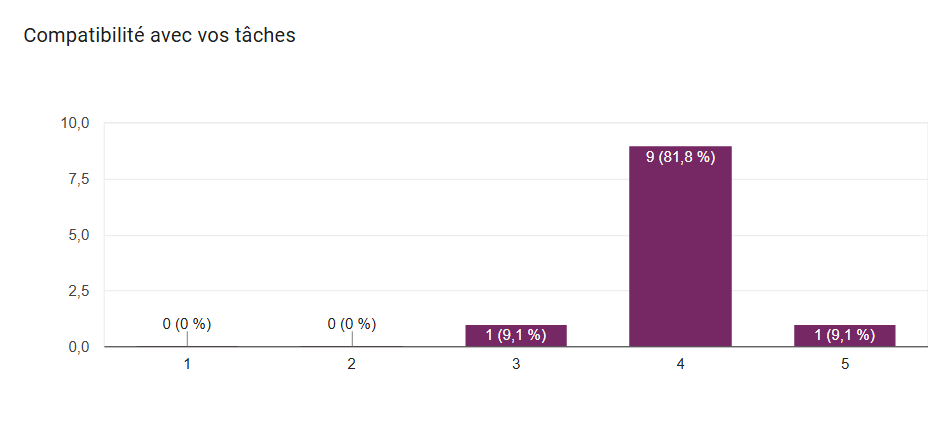 Compatibilité avec vos tâches
10,0
7,5
5,0
2,5
0,0
0 (0 %)
0 (0 %)
1 (9,1 %)
9 (81,8 %)
1 (9,1 %)
1
2
3
4
5